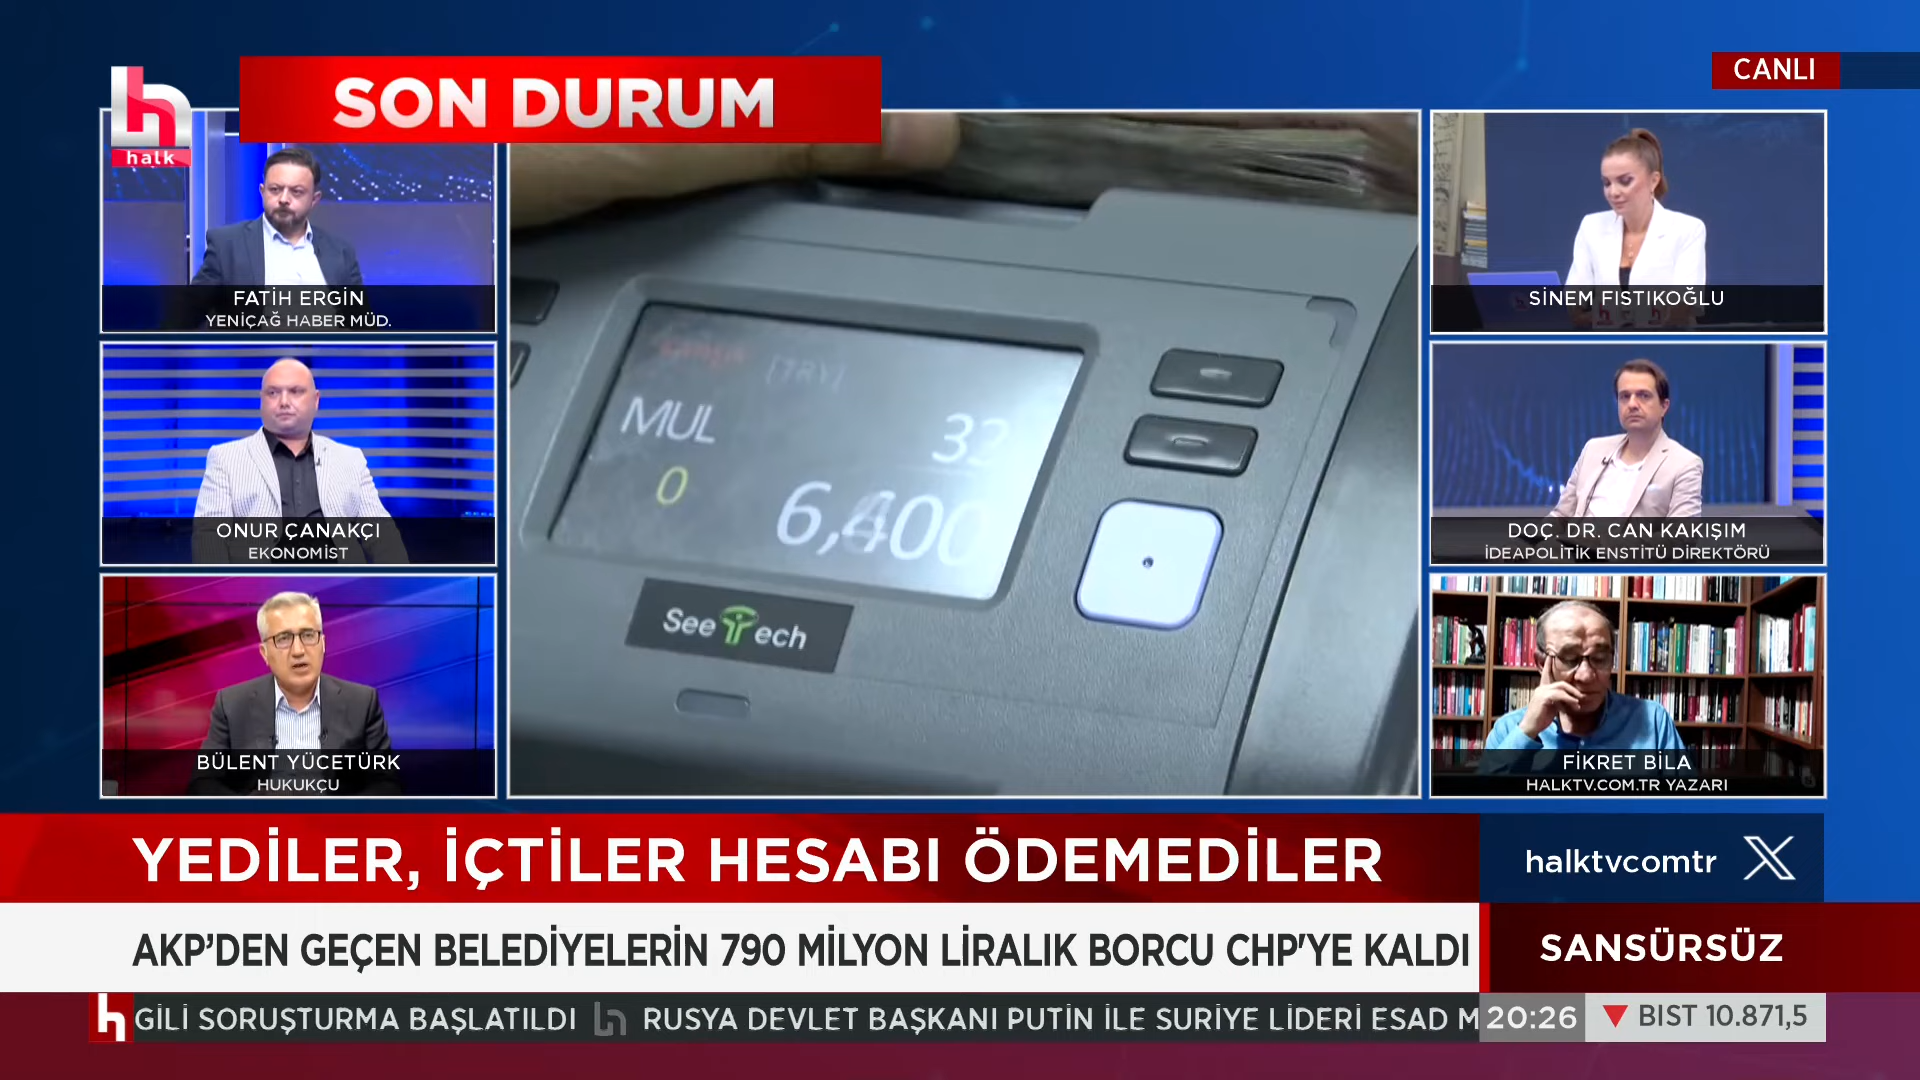 SON DURUM
CANLI
halk
FATİH ERGİN
YENİÇAĞ HABER MÜD.
ONUR ÇANAKÇI
EKONOMİST
BÜLENT YÜCETÜRK
HUKUKÇU
[TRY]
MUL
0
6,400
SeeTech
SİNEM FISTIKOĞLU
DOÇ. DR. CAN KAKIŞIM
İDEAPOLİTİK ENSTİTÜ DİREKTÖRÜ
FİKRET BİLA
HALKTV.COM.TR YAZARI
YEDİLER, İÇTİLER HESABI ÖDEMEDİLER
halktvcomtr X
AKP’DEN GEÇEN BELEDİYELERİN 790 MİLYON LİRALIK BORCU CHP'YE KALDI
SANSÜRSÜZ
GİLİ SORUŞTURMA BAŞLATILDI RUSYA DEVLET BAŞKANI PUTİN İLE SURİYE LİDERİ ESAD M
20:26
BIST 10.871,5